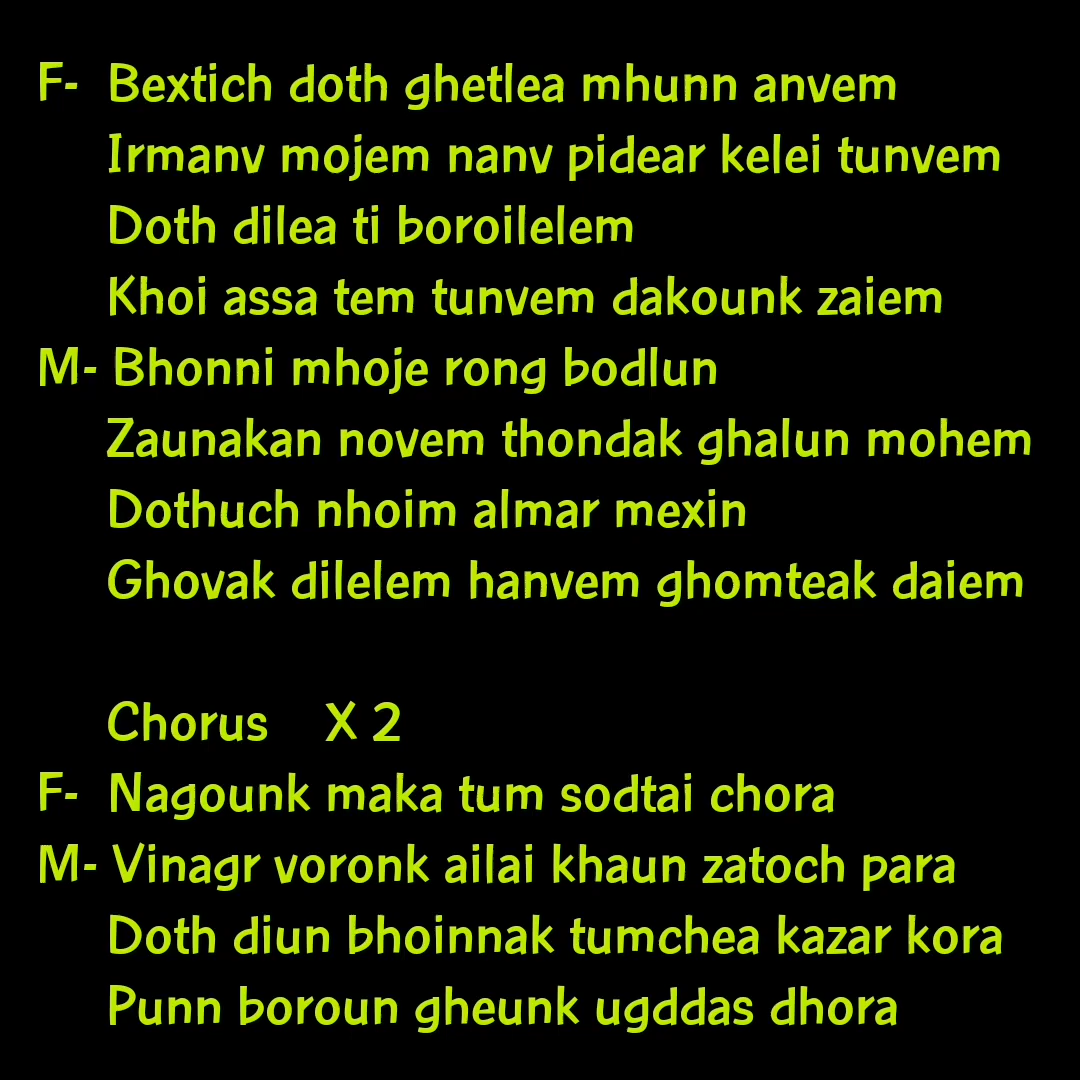 F- Bextich doth ghetlea mhunn anvem
Irmanv mojem nanv pidear kelei tunvem
Doth dilea ti boroilelem
Khoi assa tem tunvem dakounk zaiem
M- Bhonni mhoje rong bodlun
Zaunakan novem thondak ghalun mohem
Dothuch nhoim almar mexin
Ghovak dilelem hanvem ghomteak daiem
Chorus X 2
F- Nagounk maka tum sodtai chora
M- Vinagr voronk ailai khaun zatoch para
Doth diun bhoinnak tumchea kazar kora
Punn boroun gheunk ugddas dhora